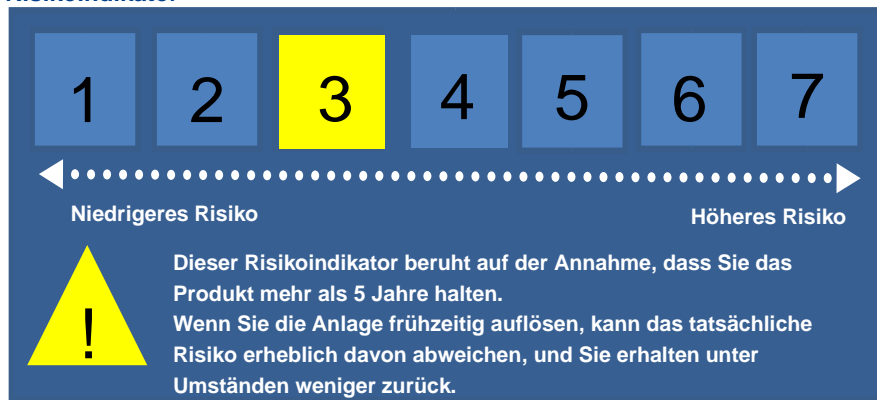 Risikoindikator
1 2 3 4 5 6 7
Niedrigeres Risiko Höheres Risiko
Dieser Risikoindikator beruht auf der Annahme, dass Sie das
Produkt mehr als 5 Jahre halten.
Wenn Sie die Anlage frühzeitig auflösen, kann das tatsächliche
Risiko erheblich davon abweichen, und Sie erhalten unter
Umständen weniger zurück.
!